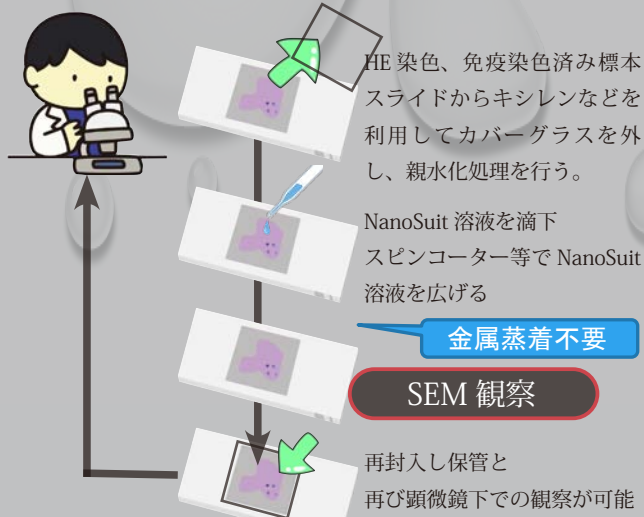 HE 染色、免疫染色済み標本
スライドからキシレンなどを
利用してカバーグラスを外
し、親水化処理を行う。
NanoSuit 溶液を滴下
スピンコーター等で NanoSuit
溶液を広げる
金属蒸着不要
SEM 観察
再封入し保管と
再び顕微鏡下での観察が可能